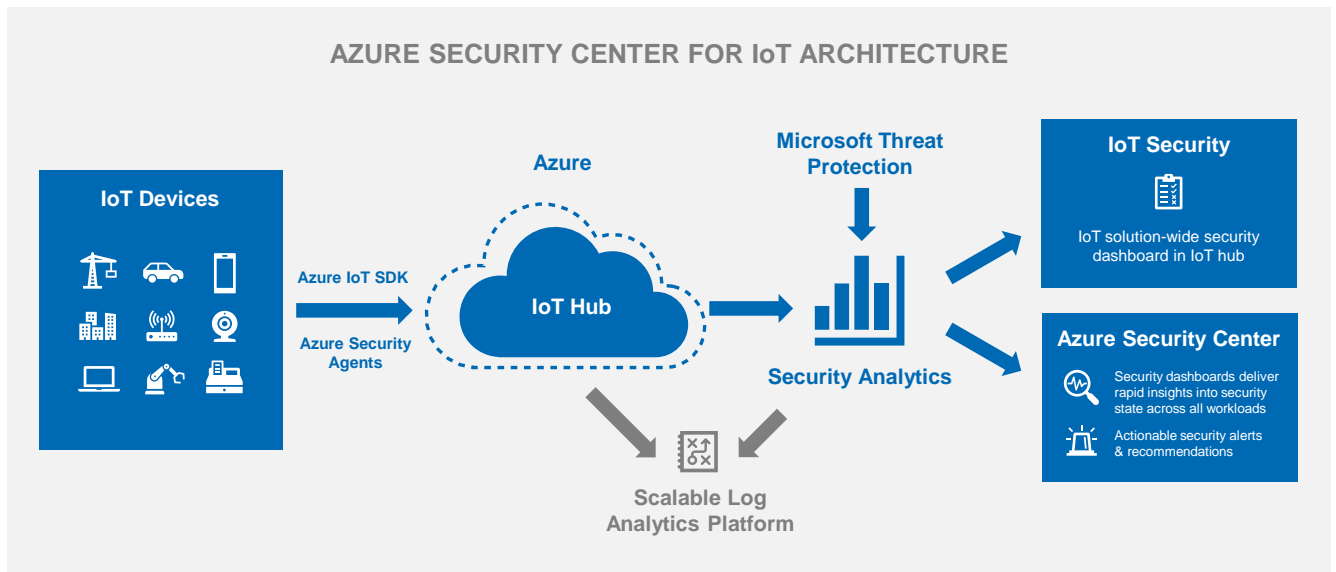 AZURE SECURITY CENTER FOR IoT ARCHITECTURE
IoT Devices
Azure IoT SDK
Azure Security
Agents
Azure
IoT Hub
Microsoft Threat
Protection
Security Analytics
Scalable Log
Analytics Platform
IoT Security
IoT solution-wide security
dashboard in IoT hub
Azure Security Center
Security dashboards deliver
rapid insights into security
state across all workloads
Actionable security alerts
& recommendations